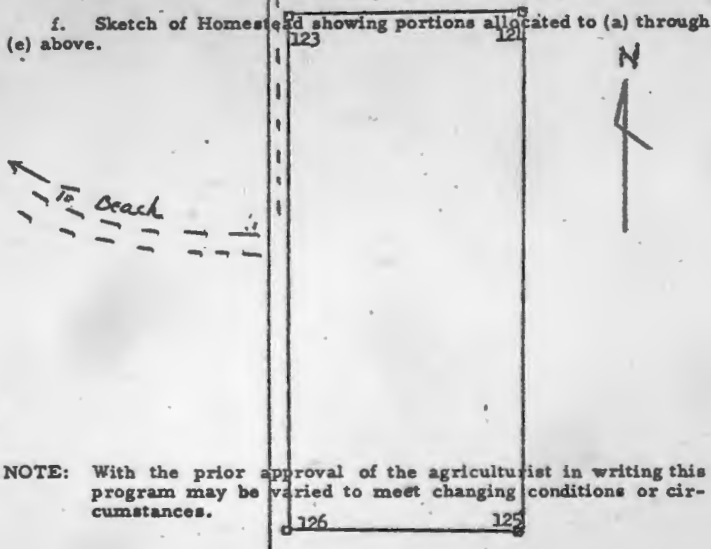 f. Sketch of Homestead showing portions allocated to (a) through
(e) above.
123 121
N
To Beach
NOTE: With the prior approval of the agriculturist in writing this
program may be varied to meet changing conditions or cir-
cumstances.
126 125